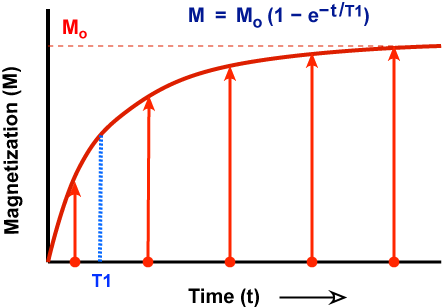 M = Mo (1 – e–t/T1)
Mo
Magnetization (M)
T1
Time (t)